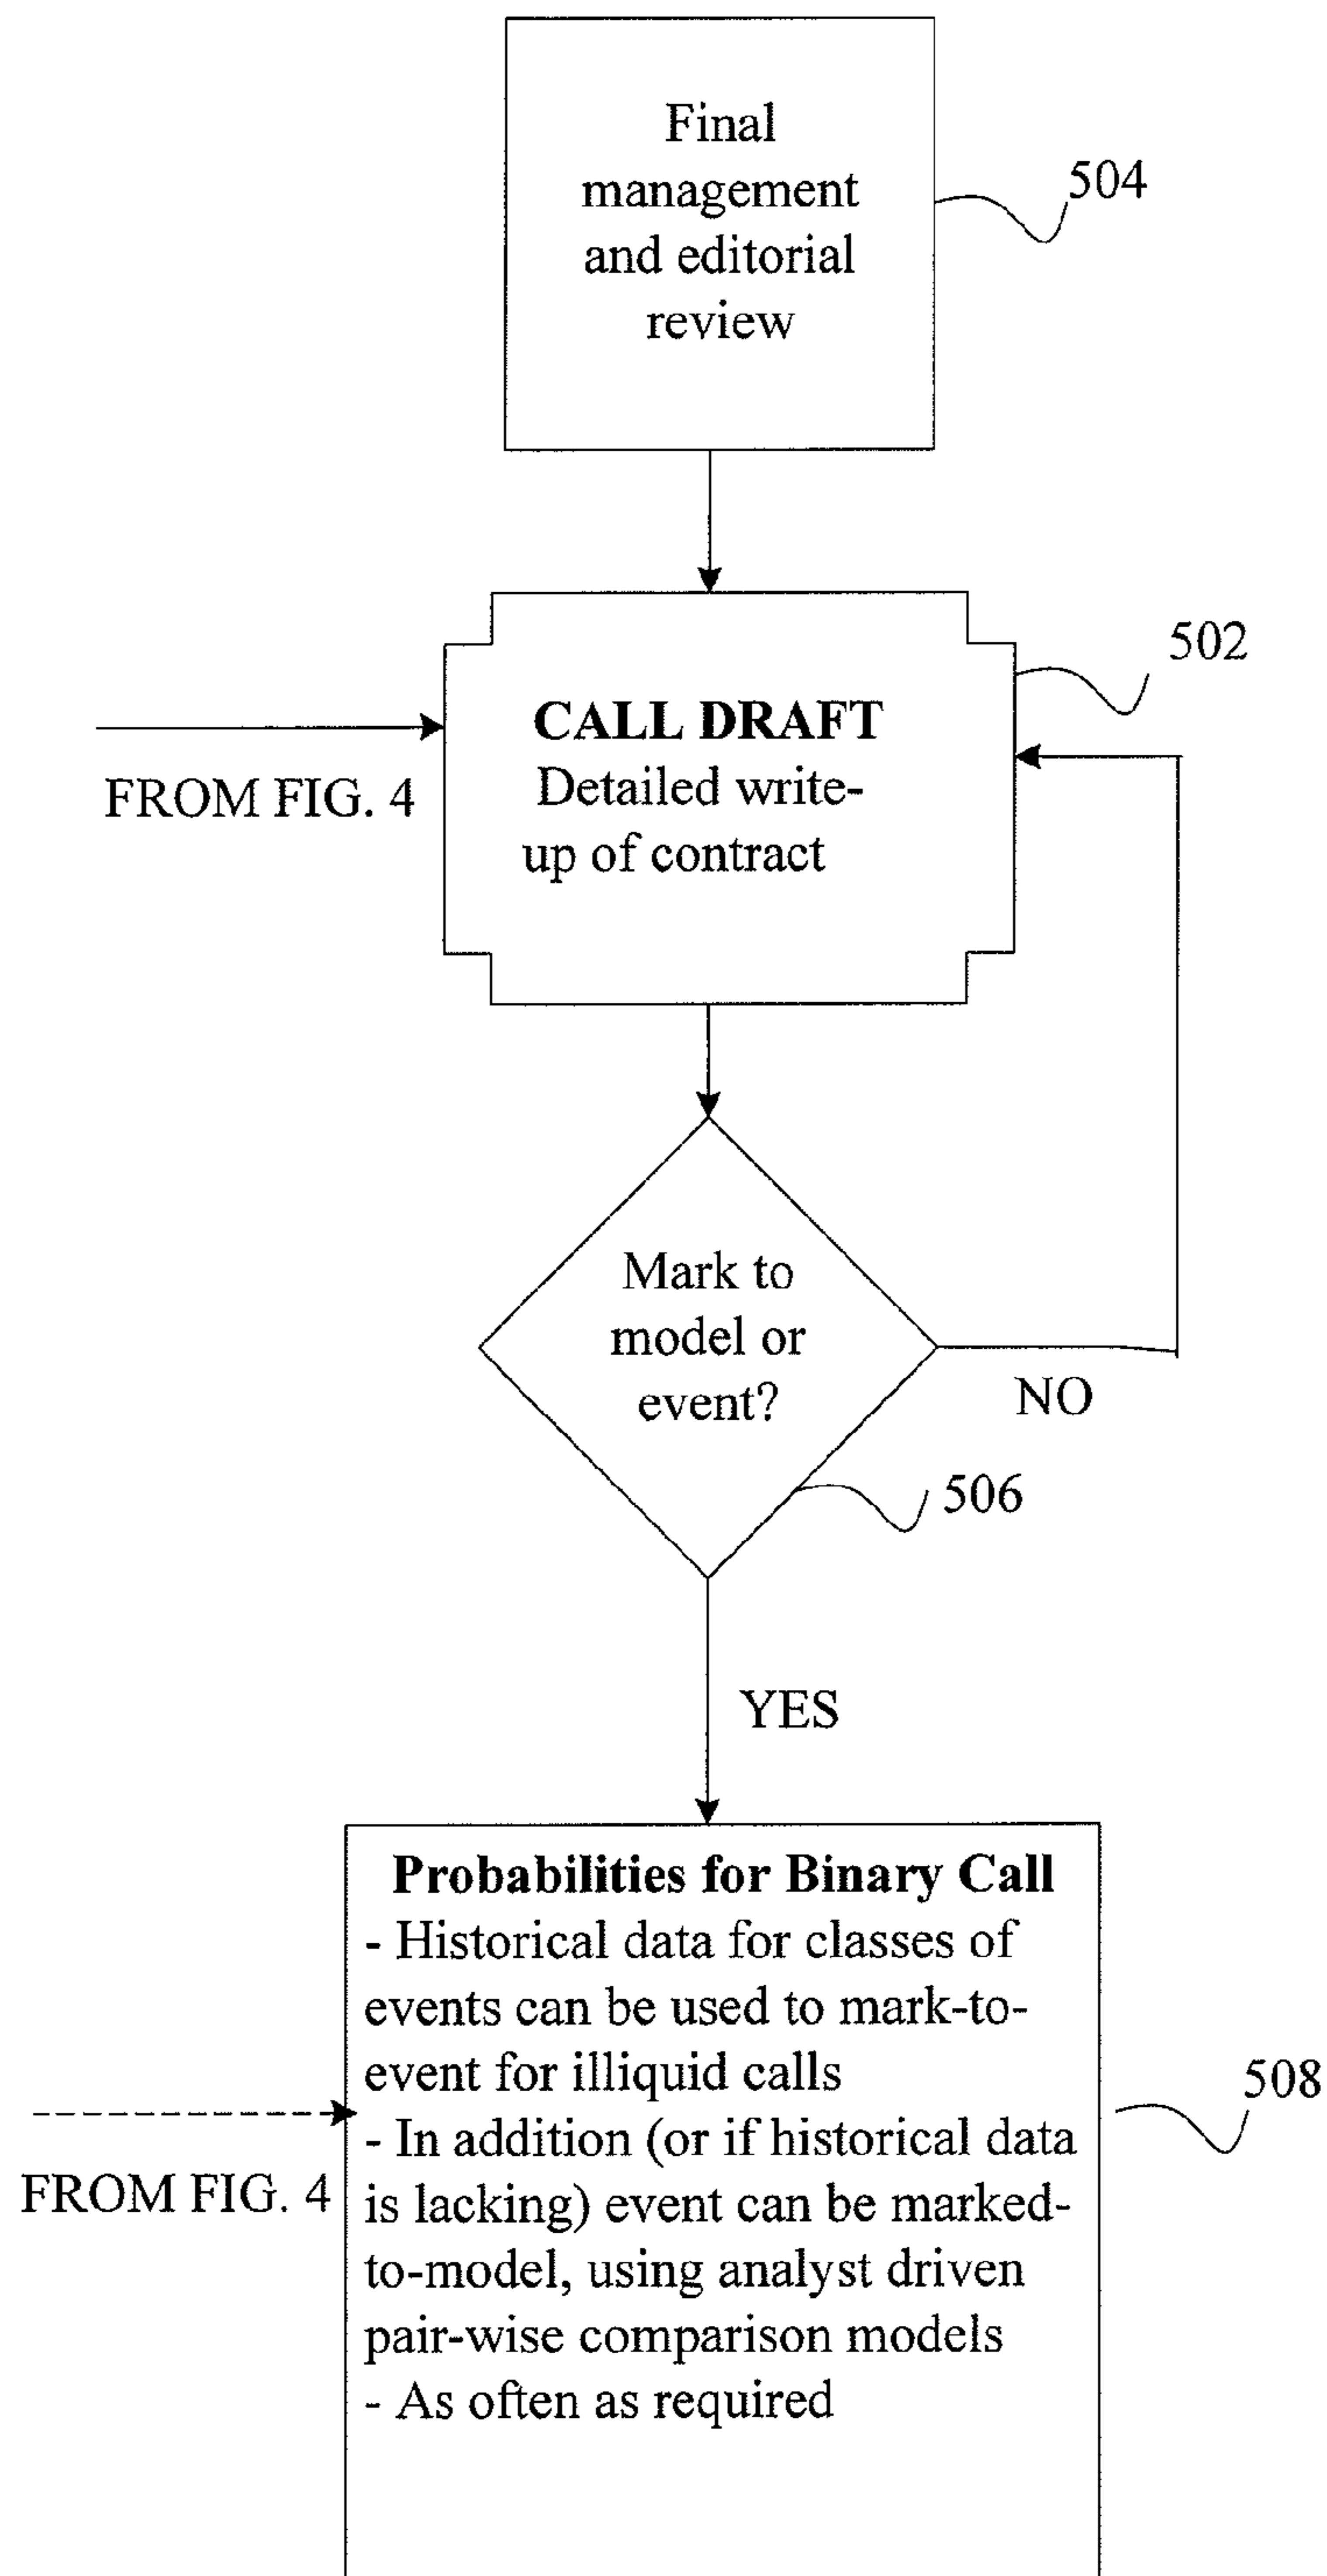 Final
management
and editorial
review
504
502
CALL DRAFT
Detailed write-
up of contract
FROM FIG. 4
Mark to
model or
event?
NO
506
YES
Probabilities for Binary Call
- Historical data for classes of
events can be used to mark-to-
event for illiquid calls
- In addition (or if historical data
is lacking) event can be marked-
to-model, using analyst driven
pair-wise comparison models
- As often as required
508
FROM FIG. 4